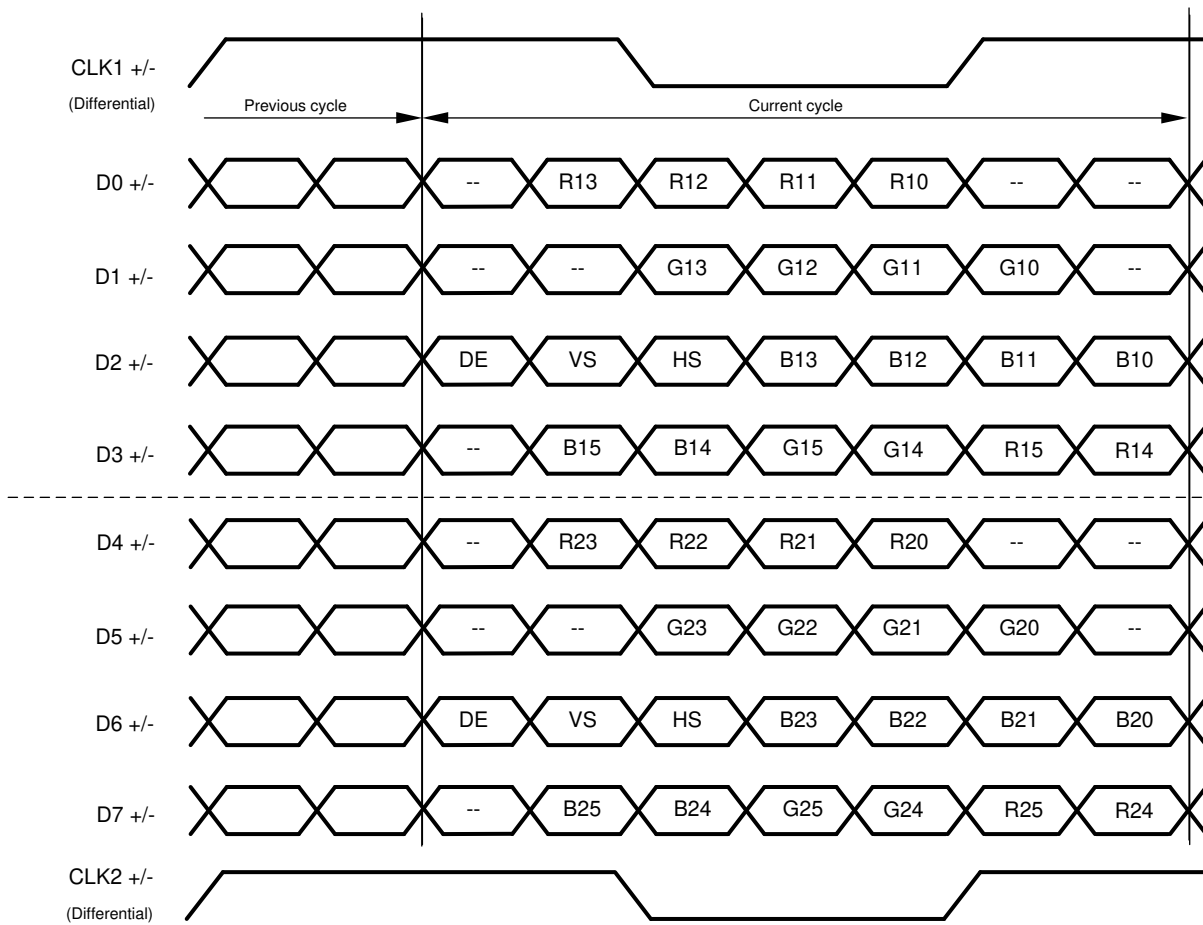 CLK1 +/-
(Differential)
Previous cycle
Current cycle
D0 +/- -- R13 R12 R11 R10 -- --
D1 +/- -- -- G13 G12 G11 G10 --
D2 +/- DE VS HS B13 B12 B11 B10
D3 +/- -- B15 B14 G15 G14 R15 R14
D4 +/- -- R23 R22 R21 R20 -- --
D5 +/- -- -- G23 G22 G21 G20 --
D6 +/- DE VS HS B23 B22 B21 B20
D7 +/- -- B25 B24 G25 G24 R25 R24
CLK2 +/-
(Differential)